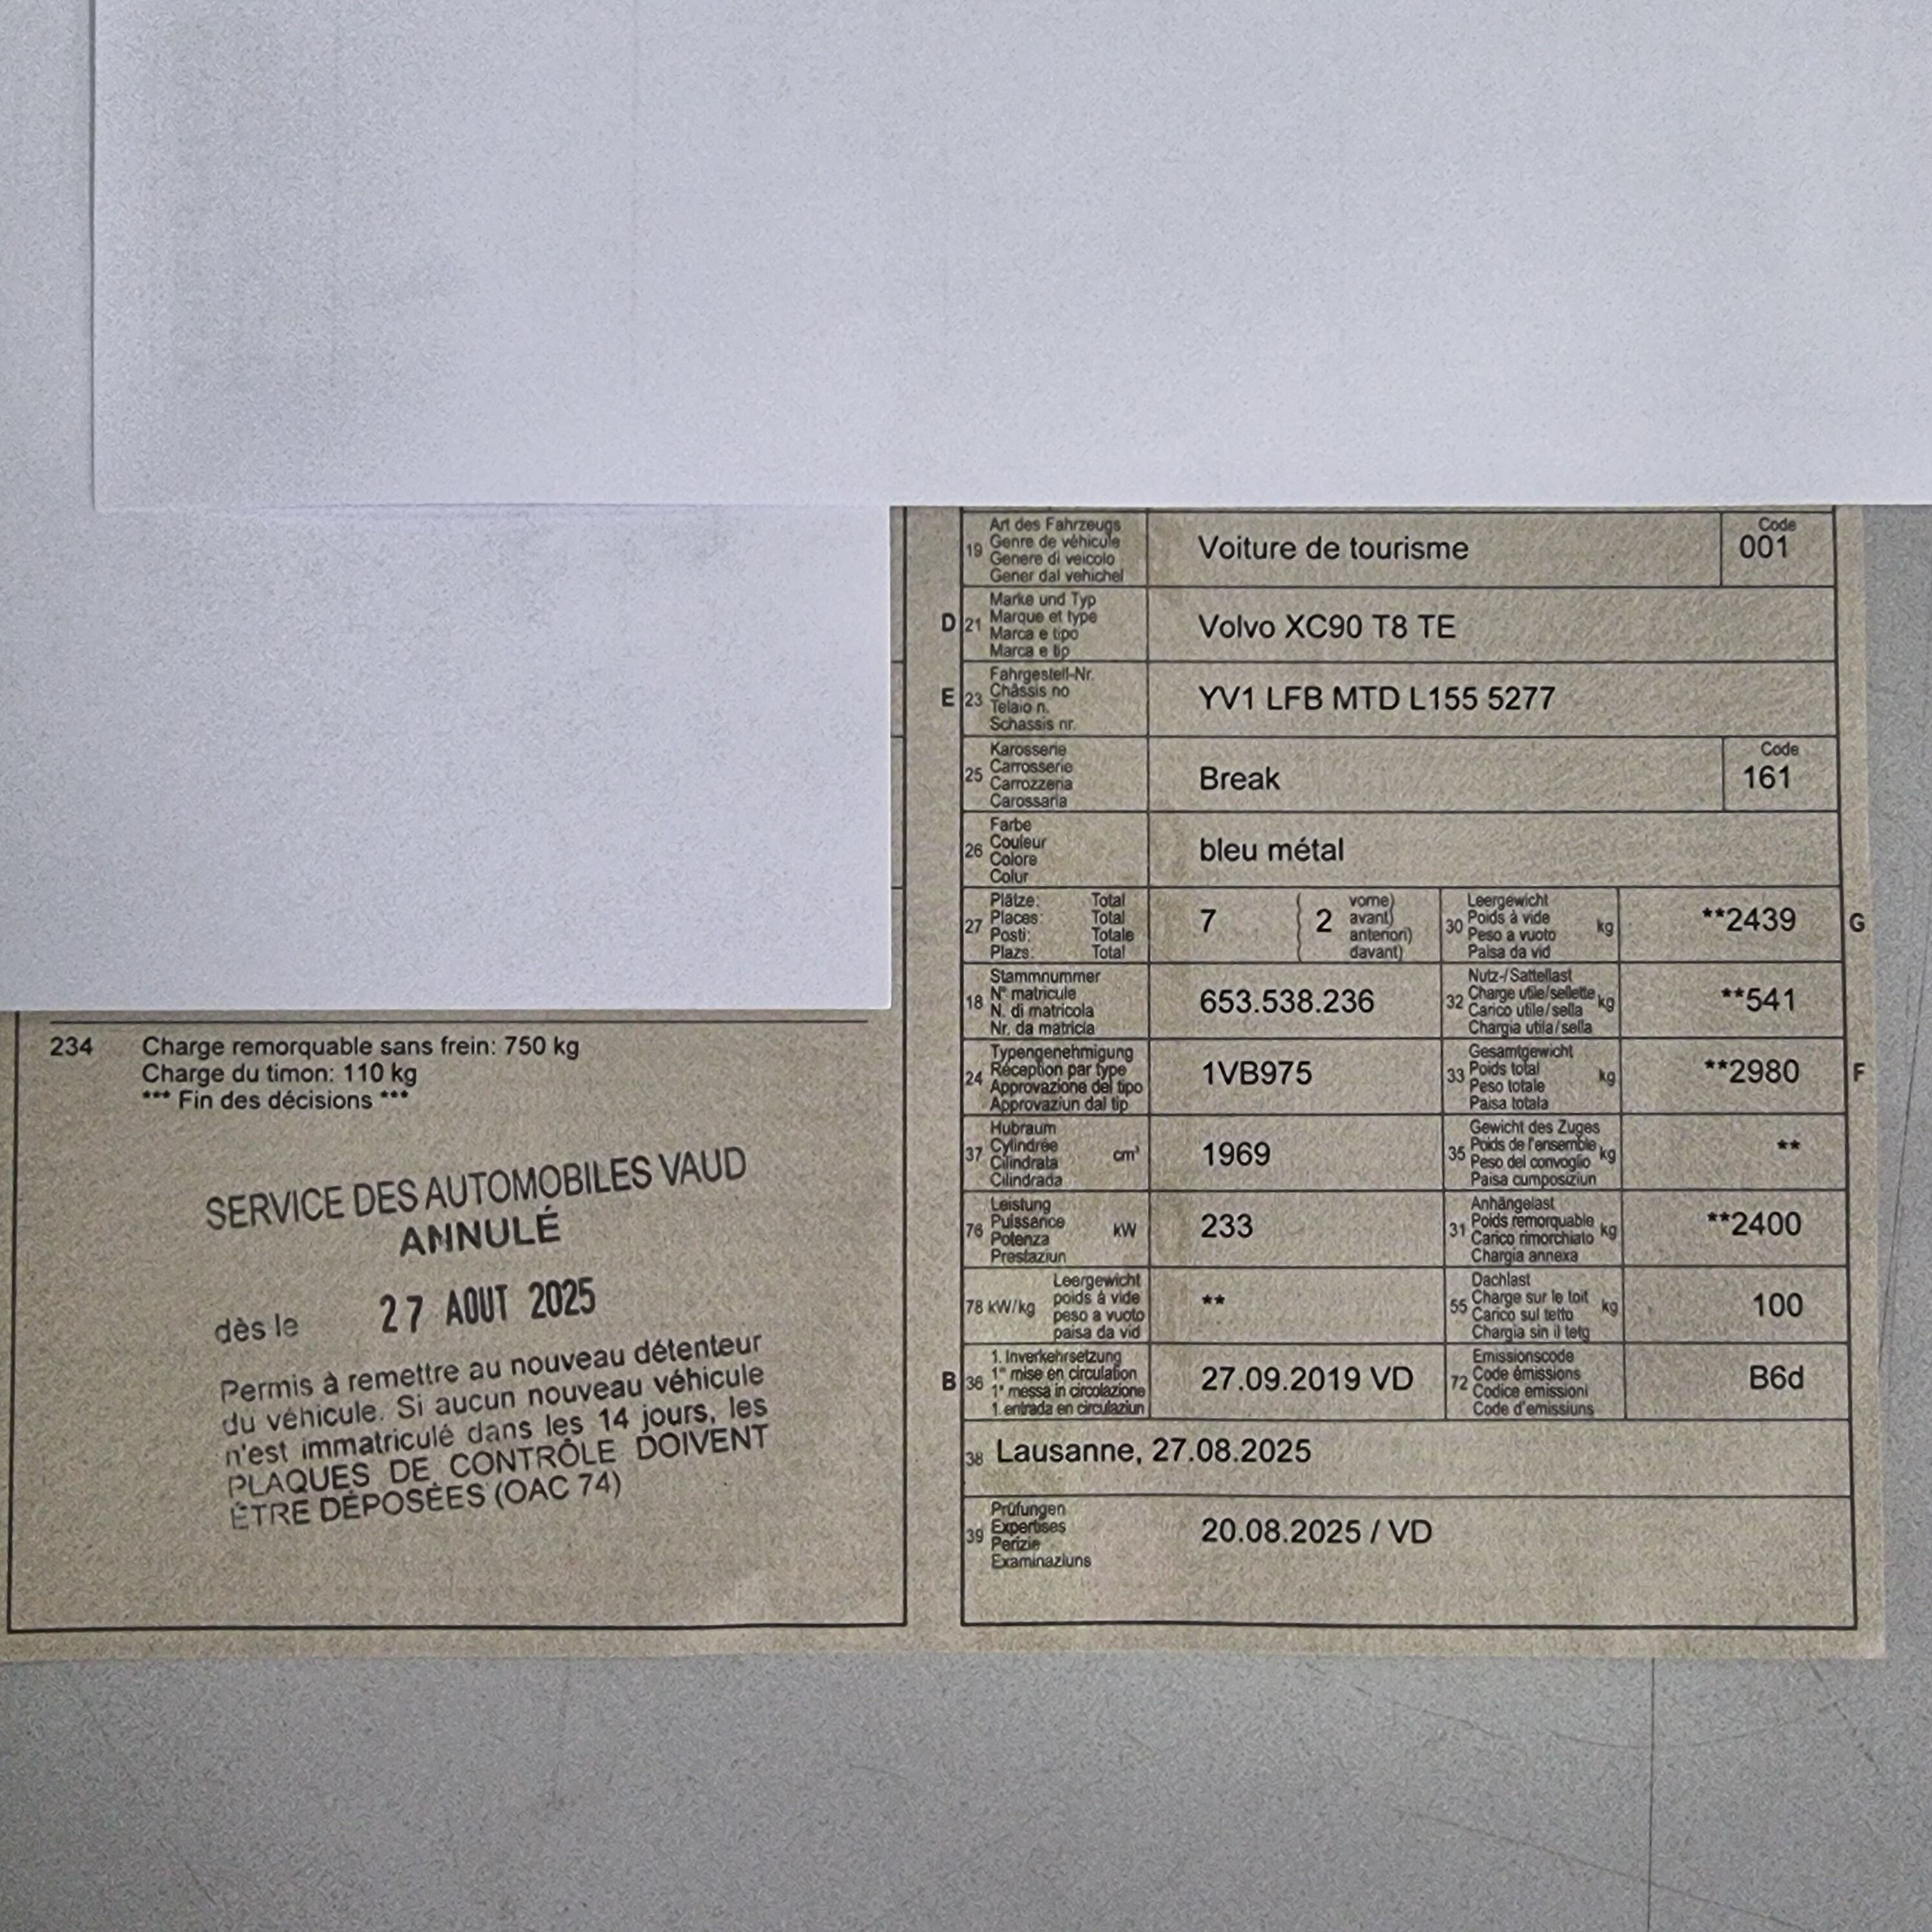 234 Charge remorquable sans frein: 750 kg
Charge du timon: 110 kg
*** Fin des décisions ***
SERVICE DES AUTOMOBILES VAUD
ANNULÉ
dès le 27 AOUT 2025
Permis à remettre au nouveau détenteur
du véhicule. Si aucun nouveau véhicule
n'est immatriculé dans les 14 jours, les
PLAQUES DE CONTRÔLE DOIVENT
ÊTRE DÉPOSÉES (OAC 74)
19
Art des Fahrzeugs
Genre de véhicule
Genere di veicolo
Gener dal vehichel
Voiture de tourisme
Code
001
D 21
Marke und Typ
Marque et type
Marca e tipo
Marca e tip
Volvo XC90 T8 TE
E 23
Fahrgestell-Nr.
Châssis no
Telaio n.
Schassis nr.
YV1 LFB MTD L155 5277
25
Karosserie
Carrosserie
Carrozzeria
Carossaria
Break
Code
161
26
Farbe
Couleur
Colore
Colur
bleu métal
27
Plätze: Total
Places: Total
Posti: Totale
Plazs: Total
7
2
vorne)
avant)
anteriori)
davant)
30
Leergewicht
Poids à vide
Peso a vuoto
Paisa da vid
kg
**2439
G
18
Stammnummer
N° matricule
N. di matricola
Nr. da matricla
653.538.236
32
Nutz-/Sattellast
Charge utile/sellette
Carico utile/sella
Chargia utila/sella
kg
**541
24
Typengenehmigung
Réception par type
Approvazione del tipo
Approvaziun dal tip
1VB975
33
Gesamtgewicht
Poids total
Peso totale
Paisa totala
kg
**2980
F
37
Hubraum
Cylindrée
Cilindrata
Cilindrada
cm³
1969
35
Gewicht des Zuges
Poids de l'ensemble
Peso del convoglio
Paisa cumposiziun
kg
**
76
Leistung
Puissance
Potenza
Prestaziun
kW
233
31
Anhängelast
Poids remorquable
Carico rimorchiato
Chargia annexa
kg
**2400
78 kW/kg
Leergewicht
poids à vide
peso a vuoto
paisa da vid
**
55
Dachlast
Charge sur le toit
Carico sul tetto
Chargia sin il tetg
kg
100
B 36
1. Inverkehrsetzung
1re mise en circulation
1a messa in circolazione
1. entrada en circulaziun
27.09.2019 VD
72
Emissionscode
Code émissions
Codice emissioni
Code d'emissiuns
B6d
38 Lausanne, 27.08.2025
39
Prüfungen
Expertises
Perizie
Examinaziuns
20.08.2025 / VD